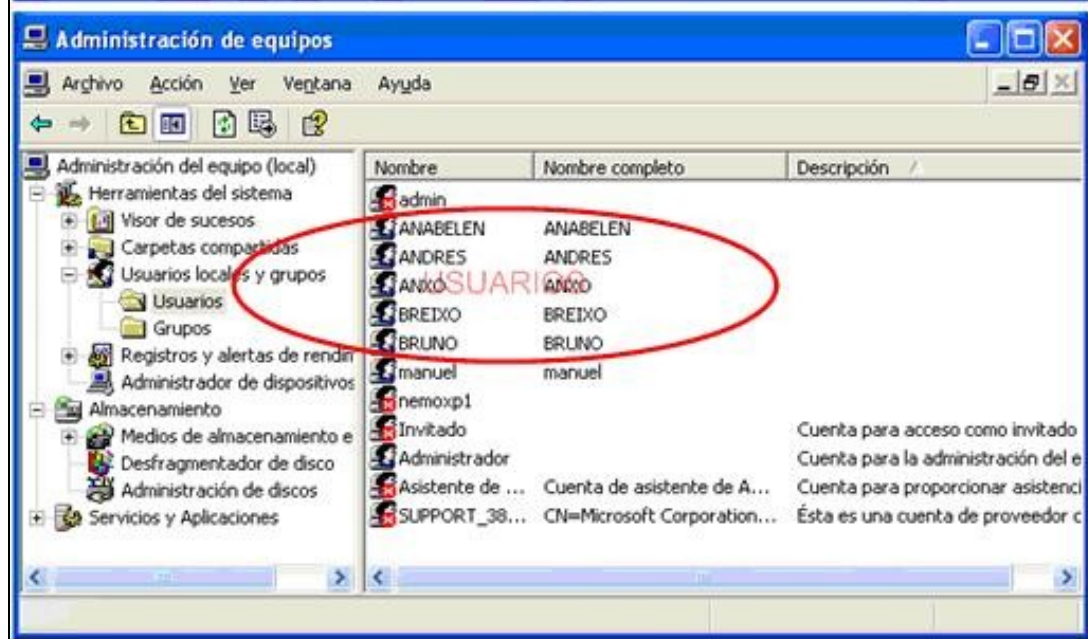 Administración de equipos
Archivo Acción Ver Ventana Ayuda
Administración del equipo (local)
Herramientas del sistema
Visor de sucesos
Carpetas compartidas
Usuarios locales y grupos
Usuarios
Grupos
Registros y alertas de rendin
Administrador de dispositivos
Almacenamiento
Medios de almacenamiento e
Desfragmentador de disco
Administración de discos
Servicios y Aplicaciones
Nombre Nombre completo Descripción
admin
ANABELEN ANABELEN
ANDRES ANDRES
USUARIOS
ANXO ANXO
BREIXO BREIXO
BRUNO BRUNO
manuel manuel
nemoxp1
Invitado Cuenta para acceso como invitado
Administrador Cuenta para la administración del e
Asistente de ... Cuenta de asistente de A... Cuenta para proporcionar asistenci
SUPPORT_38... CN=Microsoft Corporation... Ésta es una cuenta de proveedor c